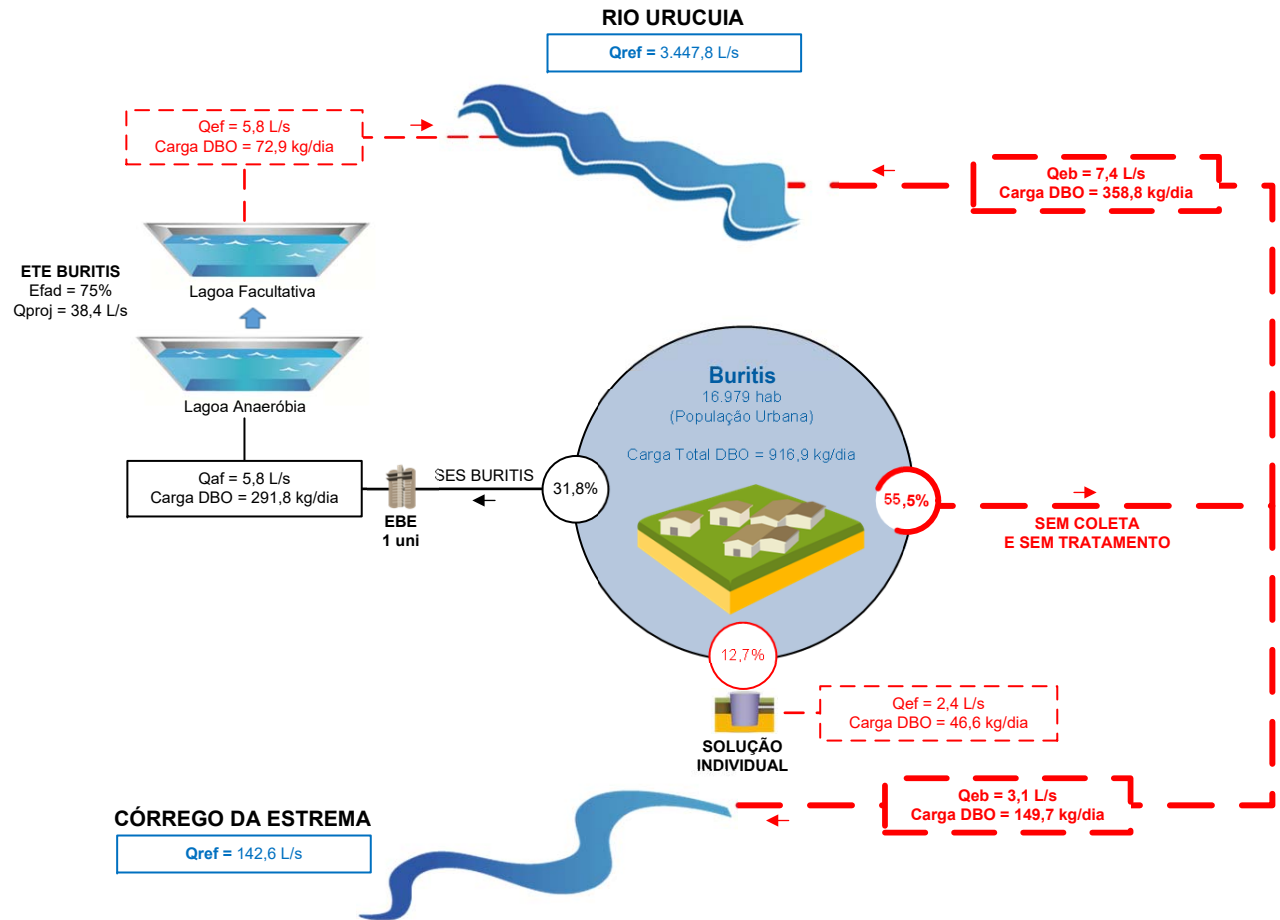 RIO URUCUIA
Qref = 3.447,8 L/s
Qef = 5,8 L/s
Carga DBO = 72,9 kg/dia
Qeb = 7,4 L/s
Carga DBO = 358,8 kg/dia
ETE BURITIS
Efad = 75%
Qproj = 38,4 L/s
Lagoa Facultativa
Lagoa Anaeróbia
Buritis
16.979 hab
(População Urbana)
Carga Total DBO = 916,9 kg/dia
Qaf = 5,8 L/s
Carga DBO = 291,8 kg/dia
EBE
1 uni
SES BURITIS
31,8%
55,5%
SEM COLETA
E SEM TRATAMENTO
12,7%
Qef = 2,4 L/s
Carga DBO = 46,6 kg/dia
SOLUÇÃO
INDIVIDUAL
Qeb = 3,1 L/s
Carga DBO = 149,7 kg/dia
CÓRREGO DA ESTREMA
Qref = 142,6 L/s